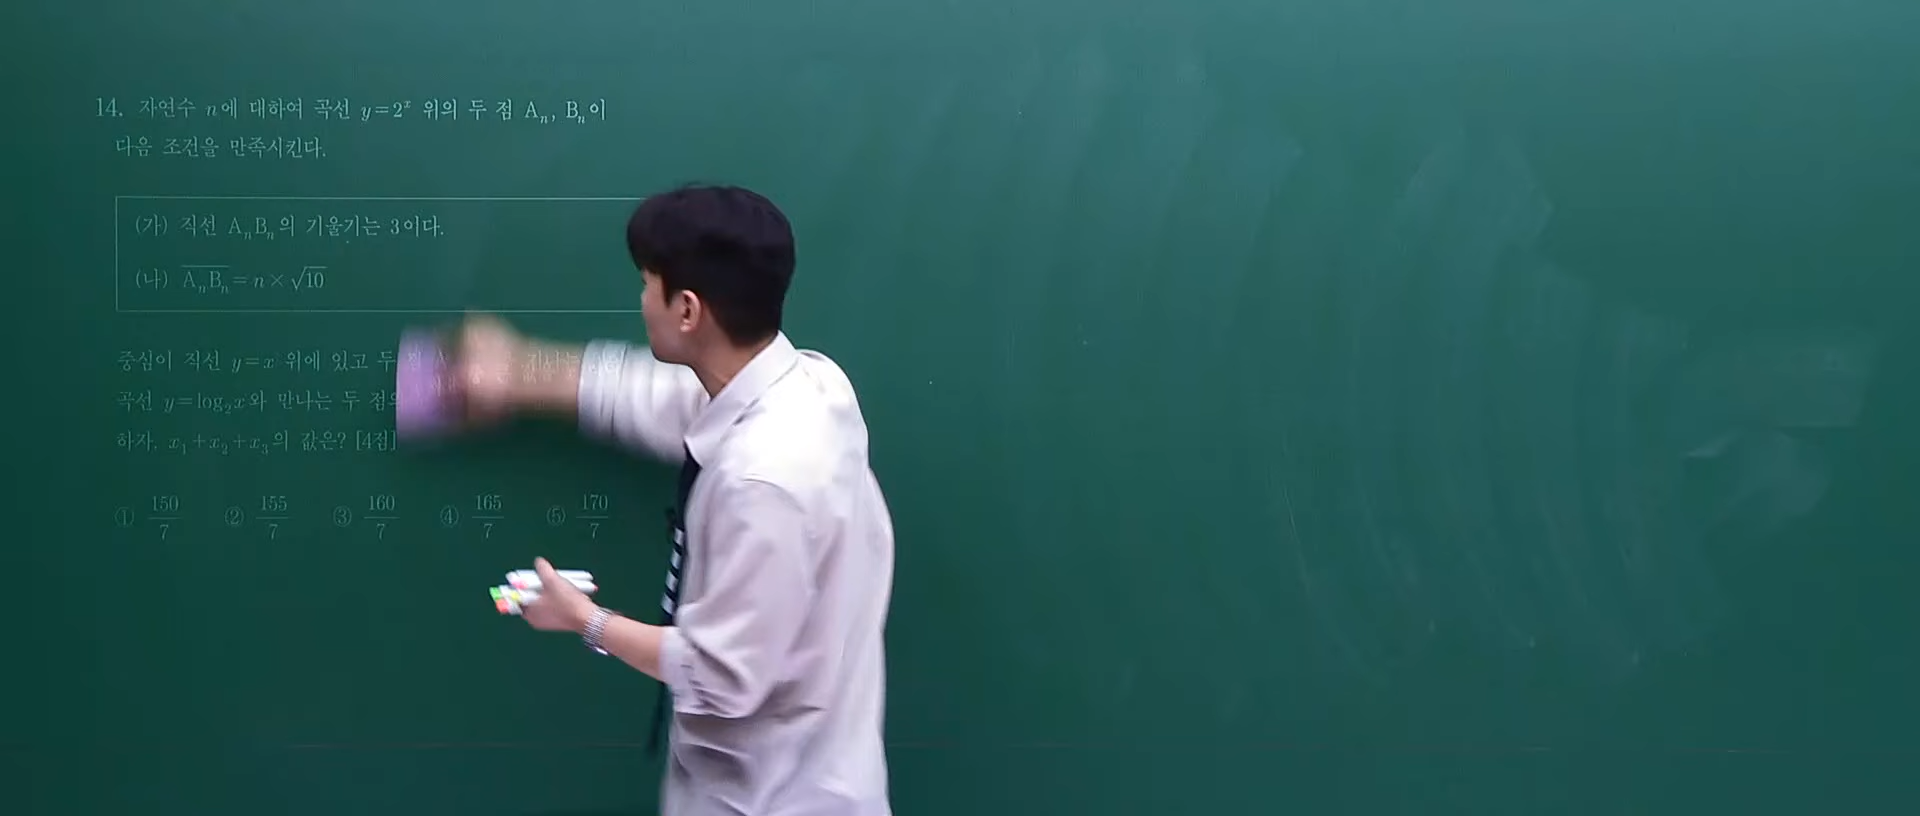 14. 자연수 n에 대하여 곡선 y=2^x 위의 두 점 A_n, B_n이
다음 조건을 만족시킨다.
(가) 직선 A_nB_n의 기울기는 3이다.
(나) \overline{A_nB_n} = n × √10
중심이 직선 y=x 위에 있고 두
곡선 y=log_2 x와 만나는 두 점의
하자. x_1+x_2+x_3의 값은? [4점]
① 150/7 ② 155/7 ③ 160/7 ④ 165/7 ⑤ 170/7